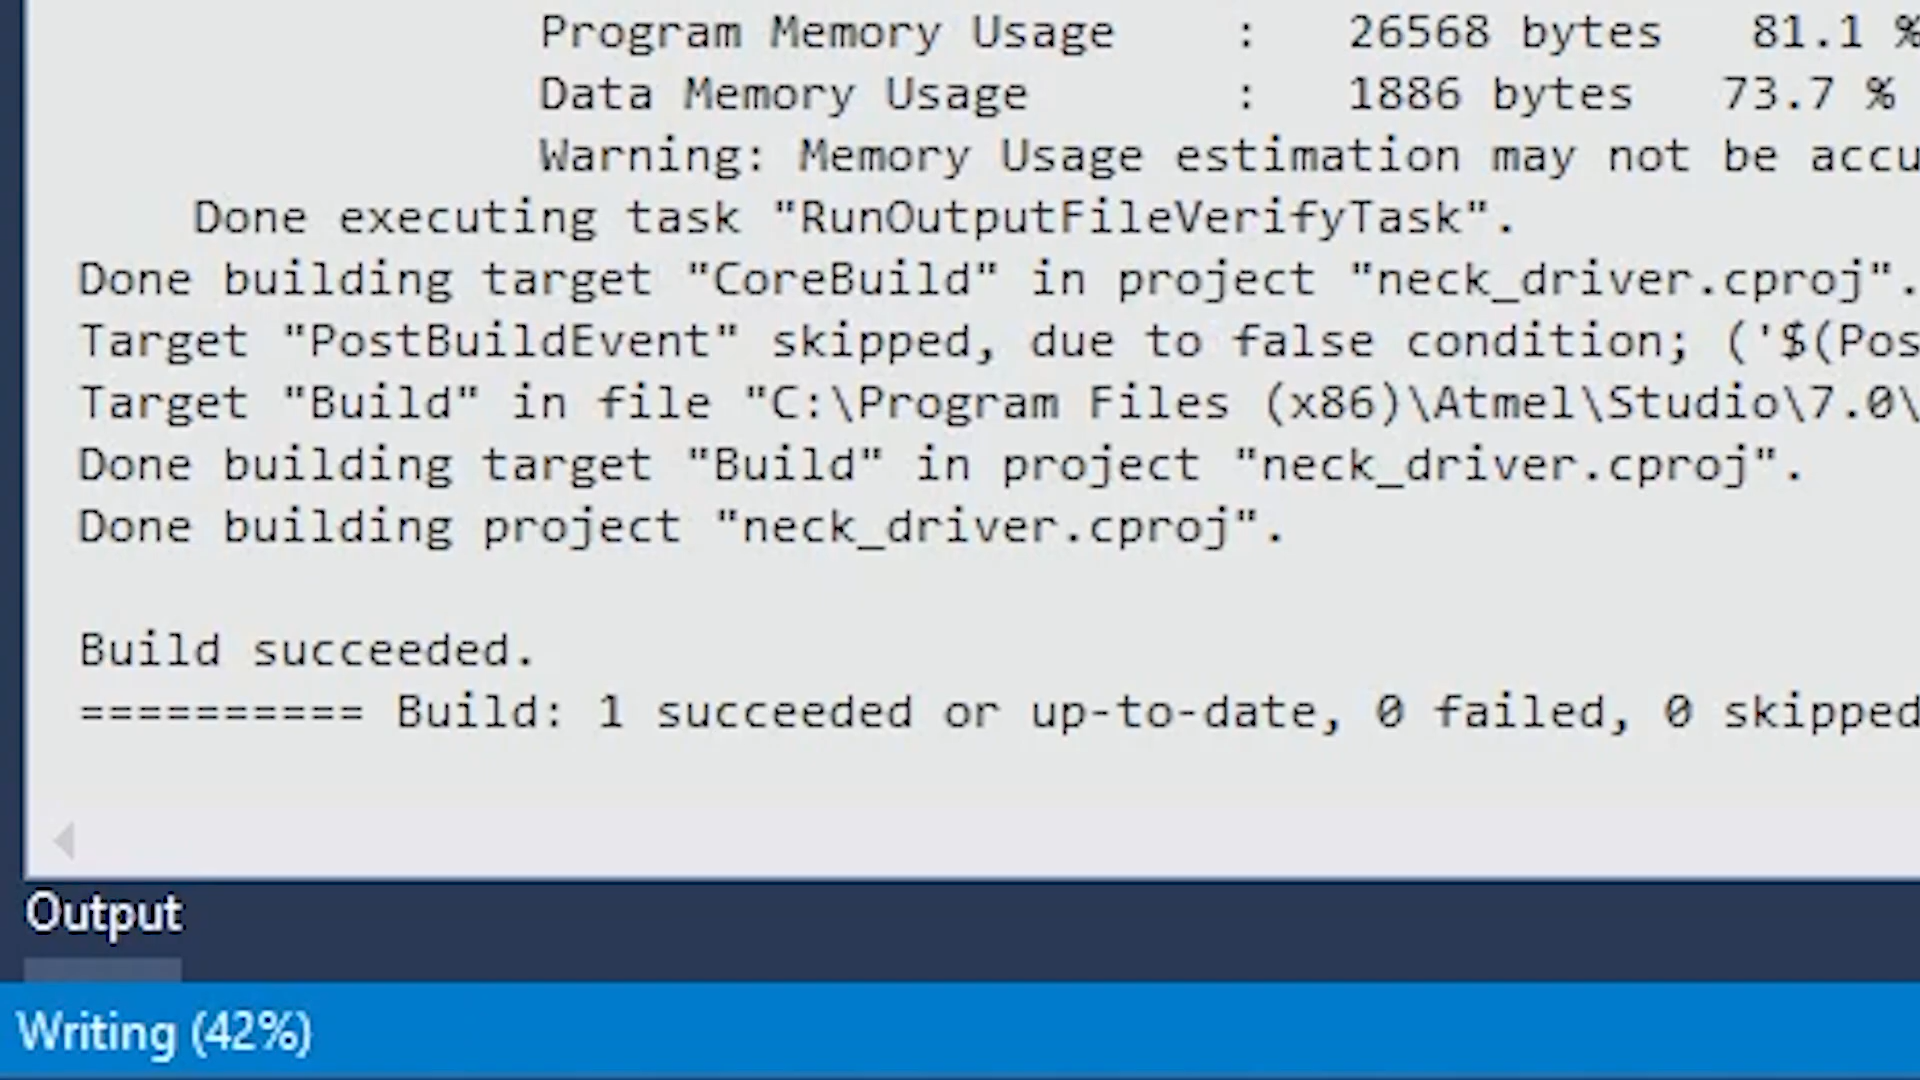 Program Memory Usage : 26568 bytes 81.1 %
Data Memory Usage : 1886 bytes 73.7 %
Warning: Memory Usage estimation may not be
Done executing task "RunOutputFileVerifyTask".
Done building target "CoreBuild" in project "neck_driver.cproj".
Target "PostBuildEvent" skipped, due to false condition; ('$(Pos
Target "Build" in file "C:\Program Files (x86)\Atmel\Studio\7.0\
Done building target "Build" in project "neck_driver.cproj".
Done building project "neck_driver.cproj".
Build succeeded.
========== Build: 1 succeeded or up-to-date, 0 failed, 0 skipped
Output
Writing (42%)